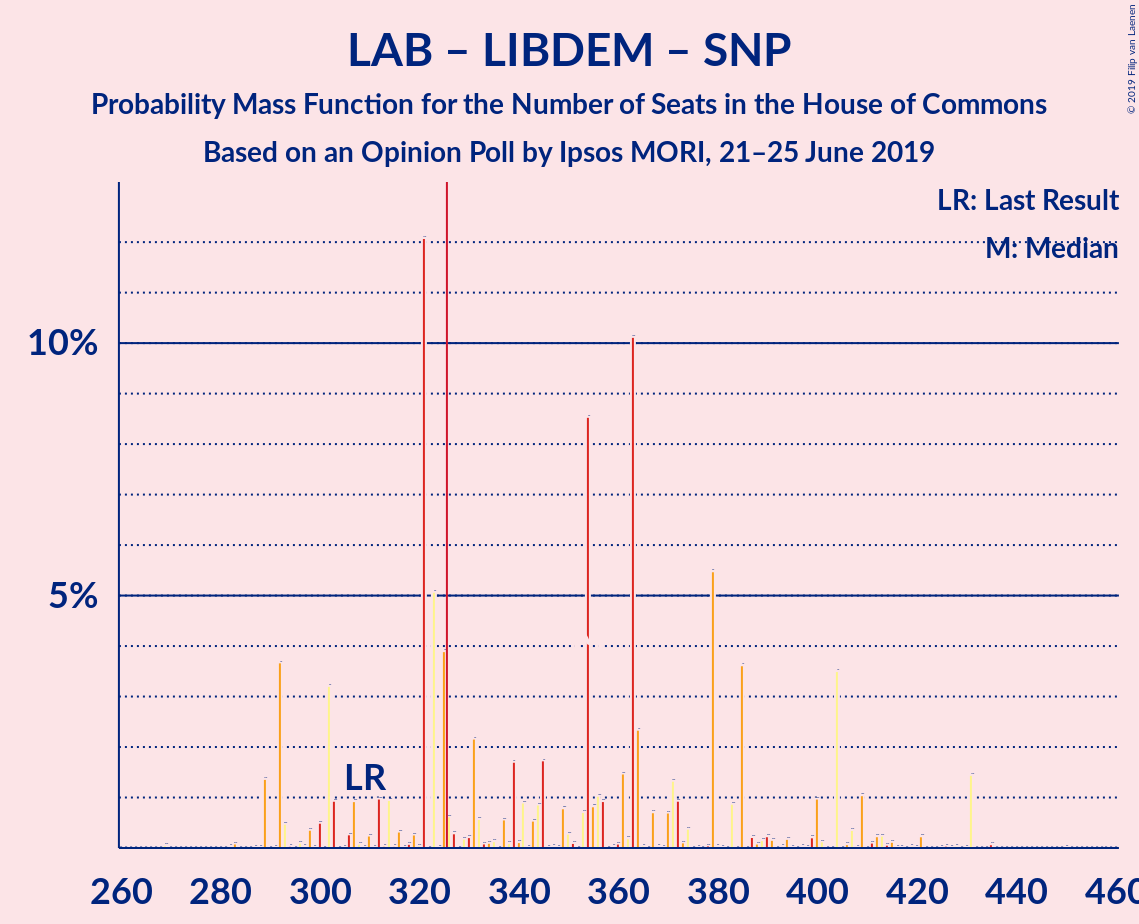 © 2019 Filip van Laenen
LAB – LIBDEM – SNP
Probability Mass Function for the Number of Seats in the House of Commons
Based on an Opinion Poll by Ipsos MORI, 21–25 June 2019
LR: Last Result
M: Median
10%
5%
LR
260 280 300 320 340 360 380 400 420 440 460